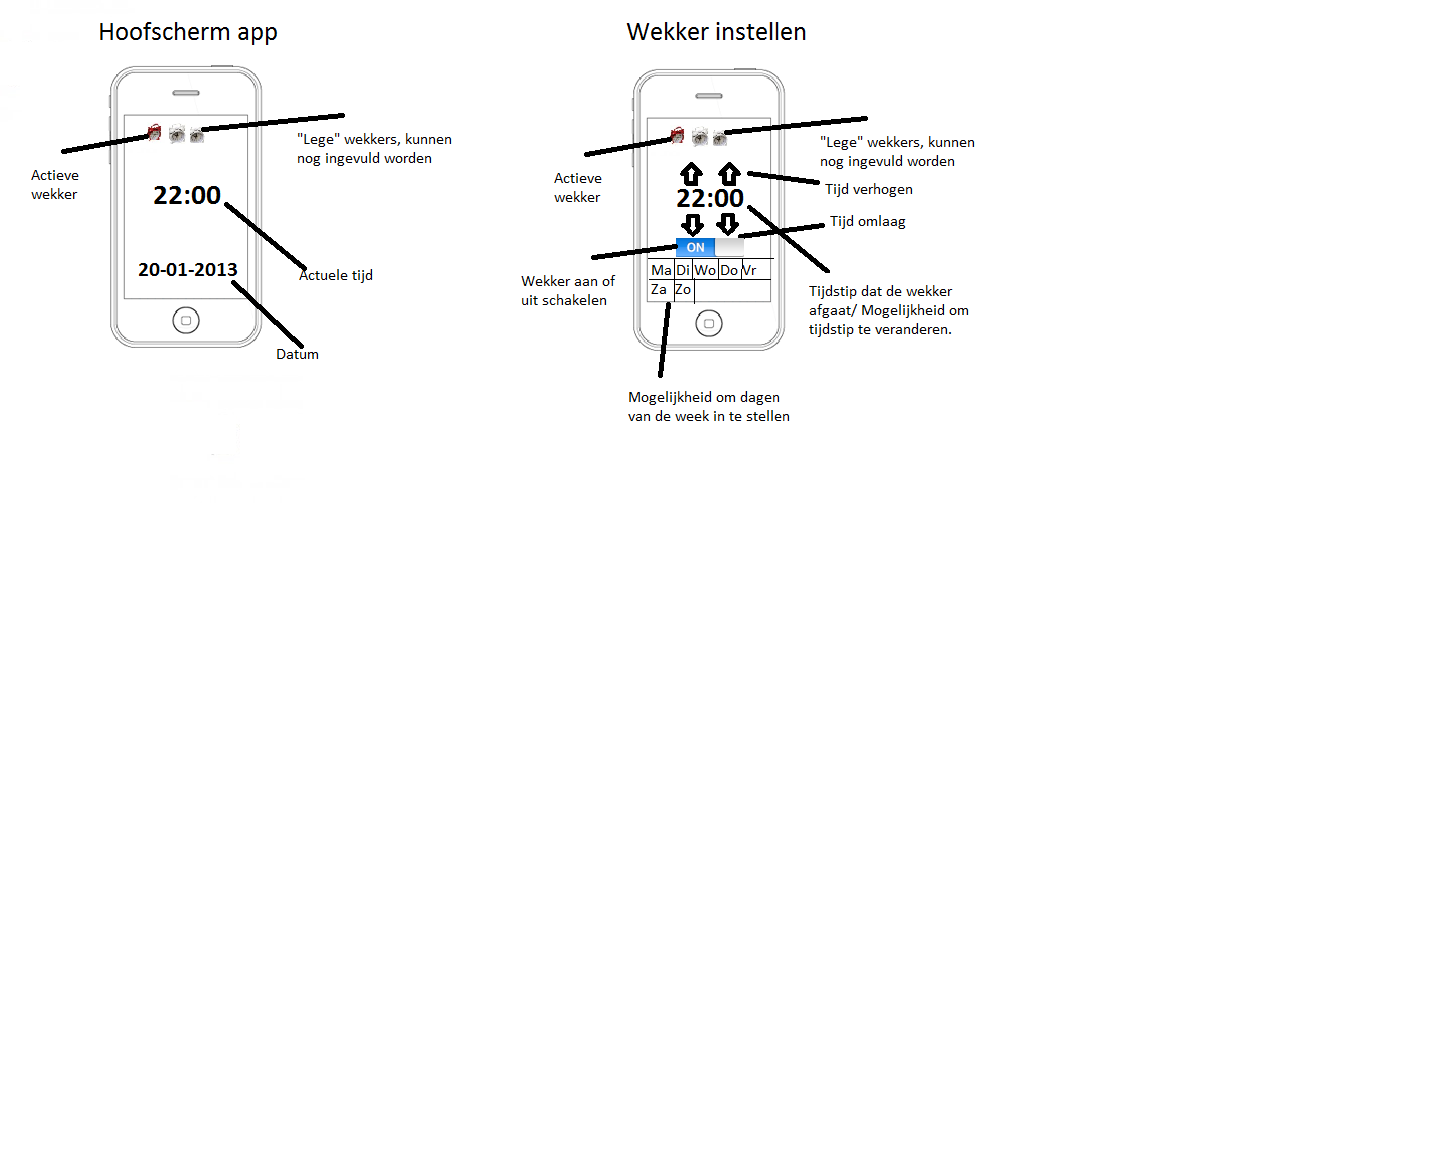 Hoofscherm app
"Lege" wekkers, kunnen
nog ingevuld worden
Actieve
wekker
22:00
20-01-2013
Actuele tijd
Datum
Wekker instellen
"Lege" wekkers, kunnen
nog ingevuld worden
Actieve
wekker
Tijd verhogen
22:00
Tijd omlaag
ON
Wekker aan of
uit schakelen
Ma Di Wo Do Vr
Za Zo
Tijdstip dat de wekker
afgaat/ Mogelijkheid om
tijdstip te veranderen.
Mogelijkheid om dagen
van de week in te stellen